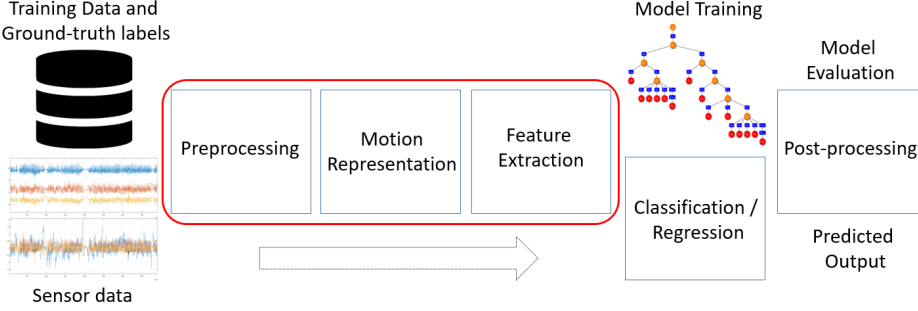 Training Data and
Ground-truth labels
Sensor data
Preprocessing
Motion
Representation
Feature
Extraction
Model Training
Classification /
Regression
Model
Evaluation
Post-processing
Predicted
Output